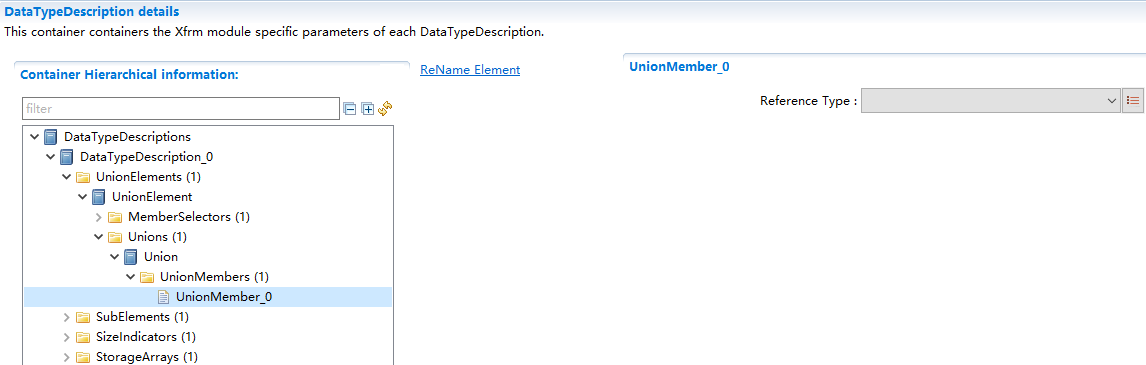 DataTypeDescription details
This container containers the Xfrm module specific parameters of each DataTypeDescription.
Container Hierarchical information:
ReName Element
filter
DataTypeDescriptions
DataTypeDescription_0
UnionElements (1)
UnionElement
MemberSelectors (1)
Unions (1)
Union
UnionMembers (1)
UnionMember_0
SubElements (1)
SizeIndicators (1)
StorageArrays (1)
UnionMember_0
Reference Type :